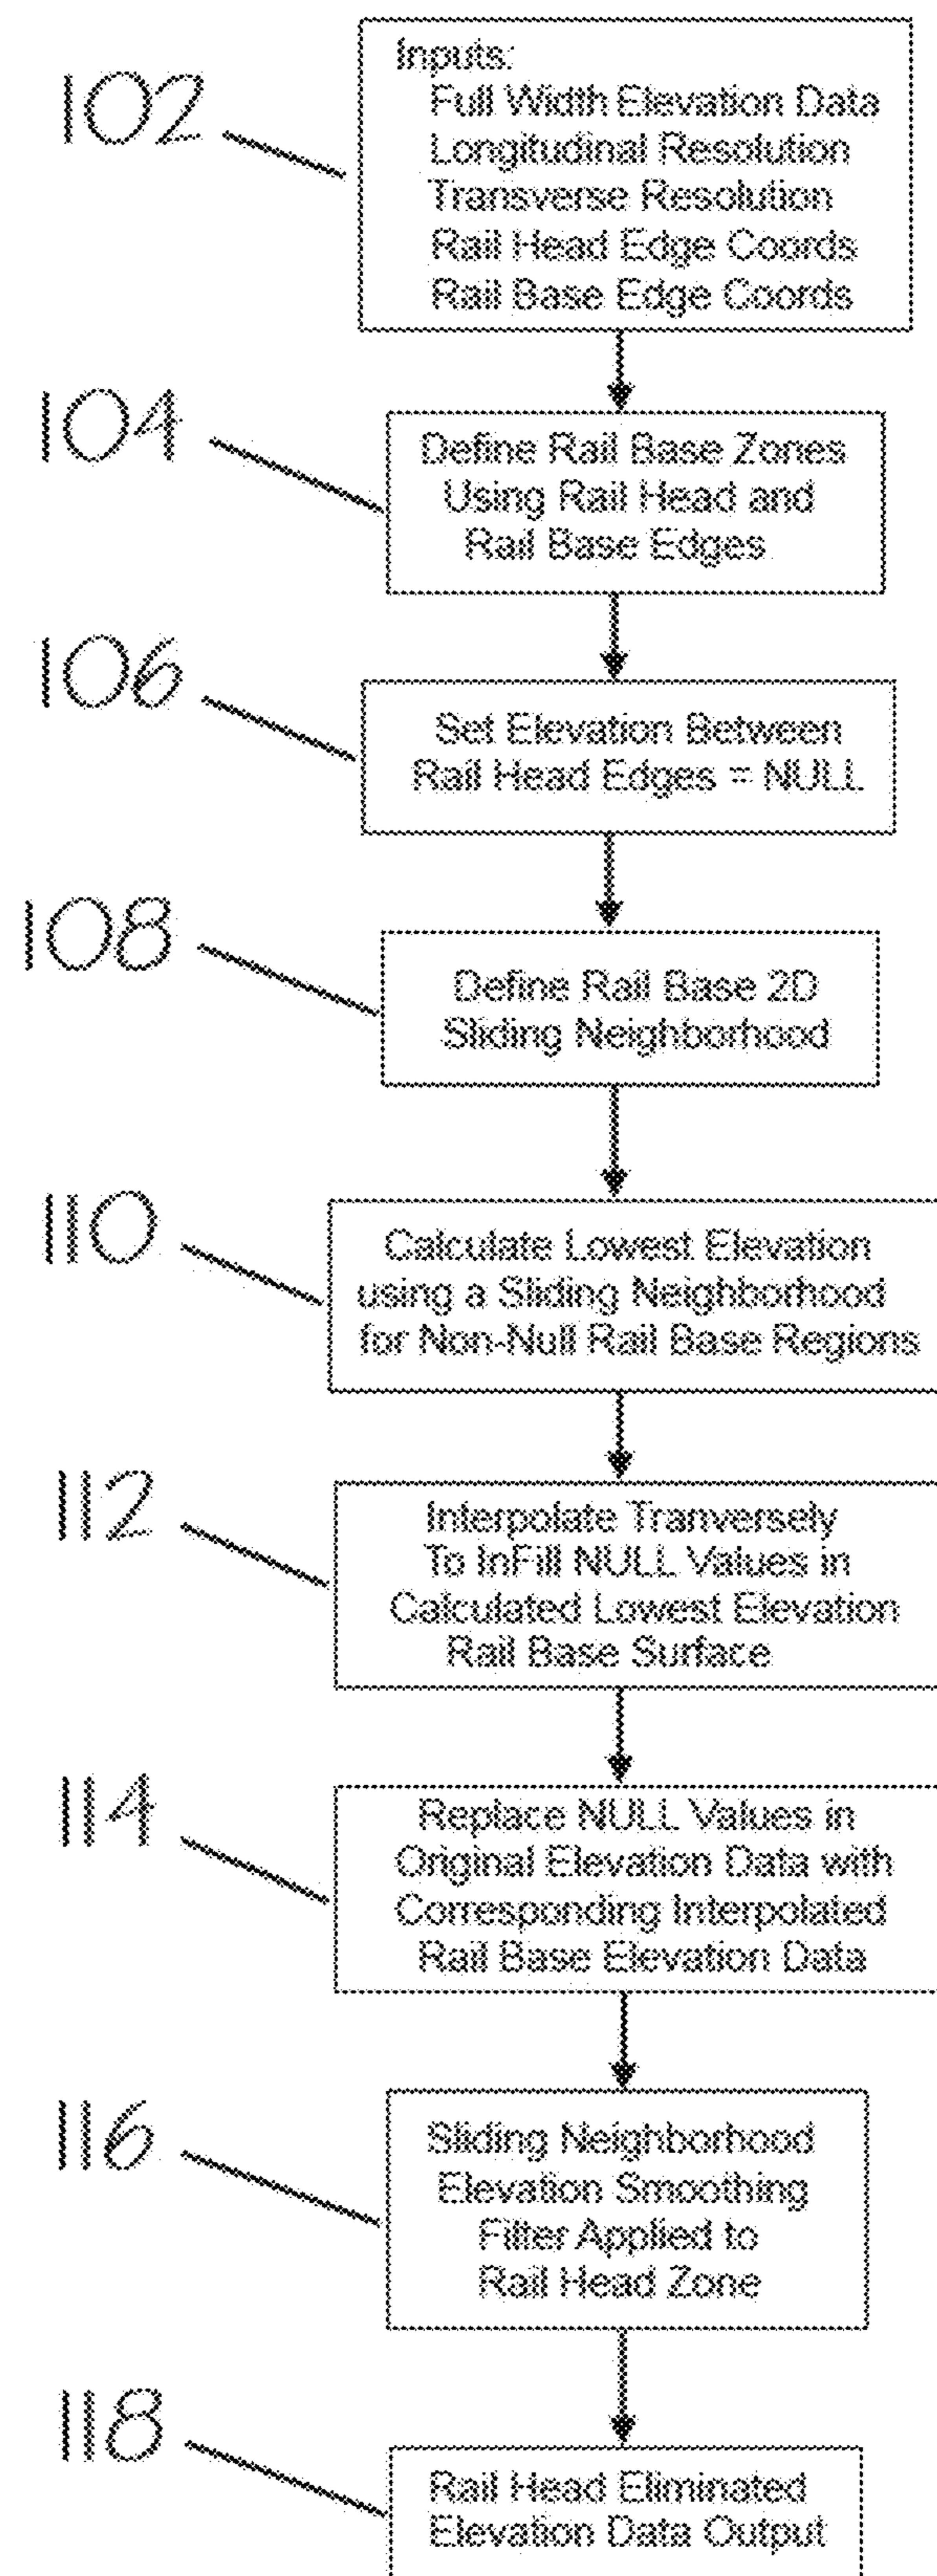 102
Inputs:
Full Width Elevation Data
Longitudinal Resolution
Transverse Resolution
Rail Head Edge Coords
Rail Base Edge Coords
104
Define Rail Base Zones
Using Rail Head and
Rail Base Edges
106
Set Elevation Between
Rail Head Edges = NULL
108
Define Rail Base 2D
Sliding Neighborhood
110
Calculate Lowest Elevation
using a Sliding Neighborhood
for Non-Null Rail Base Regions
112
Interpolate Tranversely
To InFill NULL Values in
Calculated Lowest Elevation
Rail Base Surface
114
Replace NULL Values in
Original Elevation Data with
Corresponding Interpolated
Rail Base Elevation Data
116
Sliding Neighborhood
Elevation Smoothing
Filter Applied to
Rail Head Zone
118
Rail Head Eliminated
Elevation Data Output